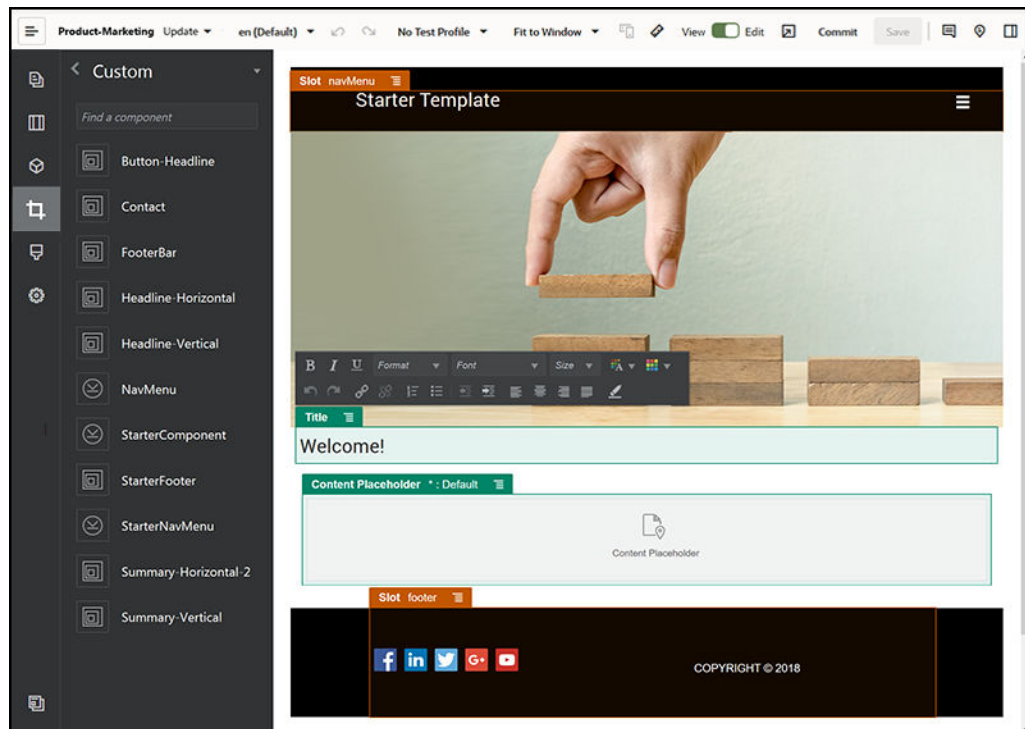 Product-Marketing Update en (Default) No Test Profile Fit to Window View Edit Commit Save
Custom
Find a component
Button-Headline
Contact
FooterBar
Headline-Horizontal
Headline-Vertical
NavMenu
StarterComponent
StarterFooter
StarterNavMenu
Summary-Horizontal-2
Summary-Vertical
Slot navMenu
Starter Template
B I U Format Font Size A
Title
Welcome!
Content Placeholder * : Default
Content Placeholder
Slot footer
f in G+
COPYRIGHT © 2018